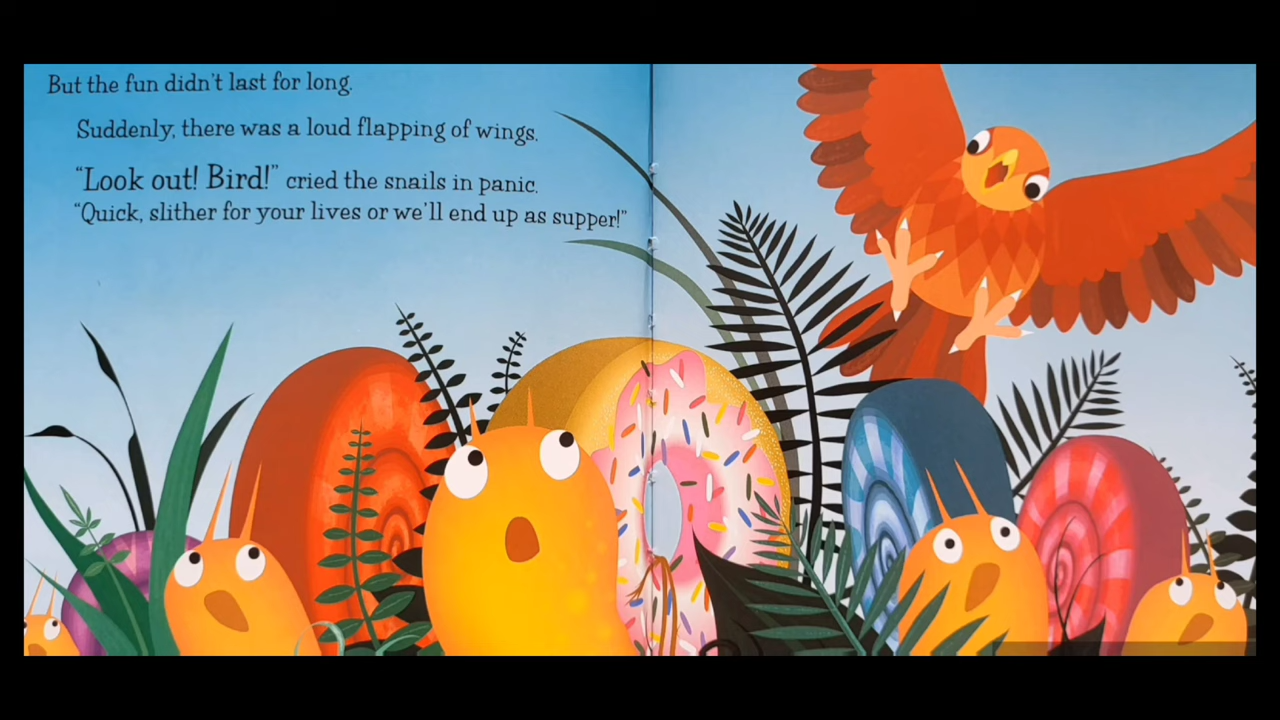 But the fun didn't last for long.
Suddenly, there was a loud flapping of wings.
“Look out! Bird!” cried the snails in panic.
“Quick, slither for your lives or we'll end up as supper!”